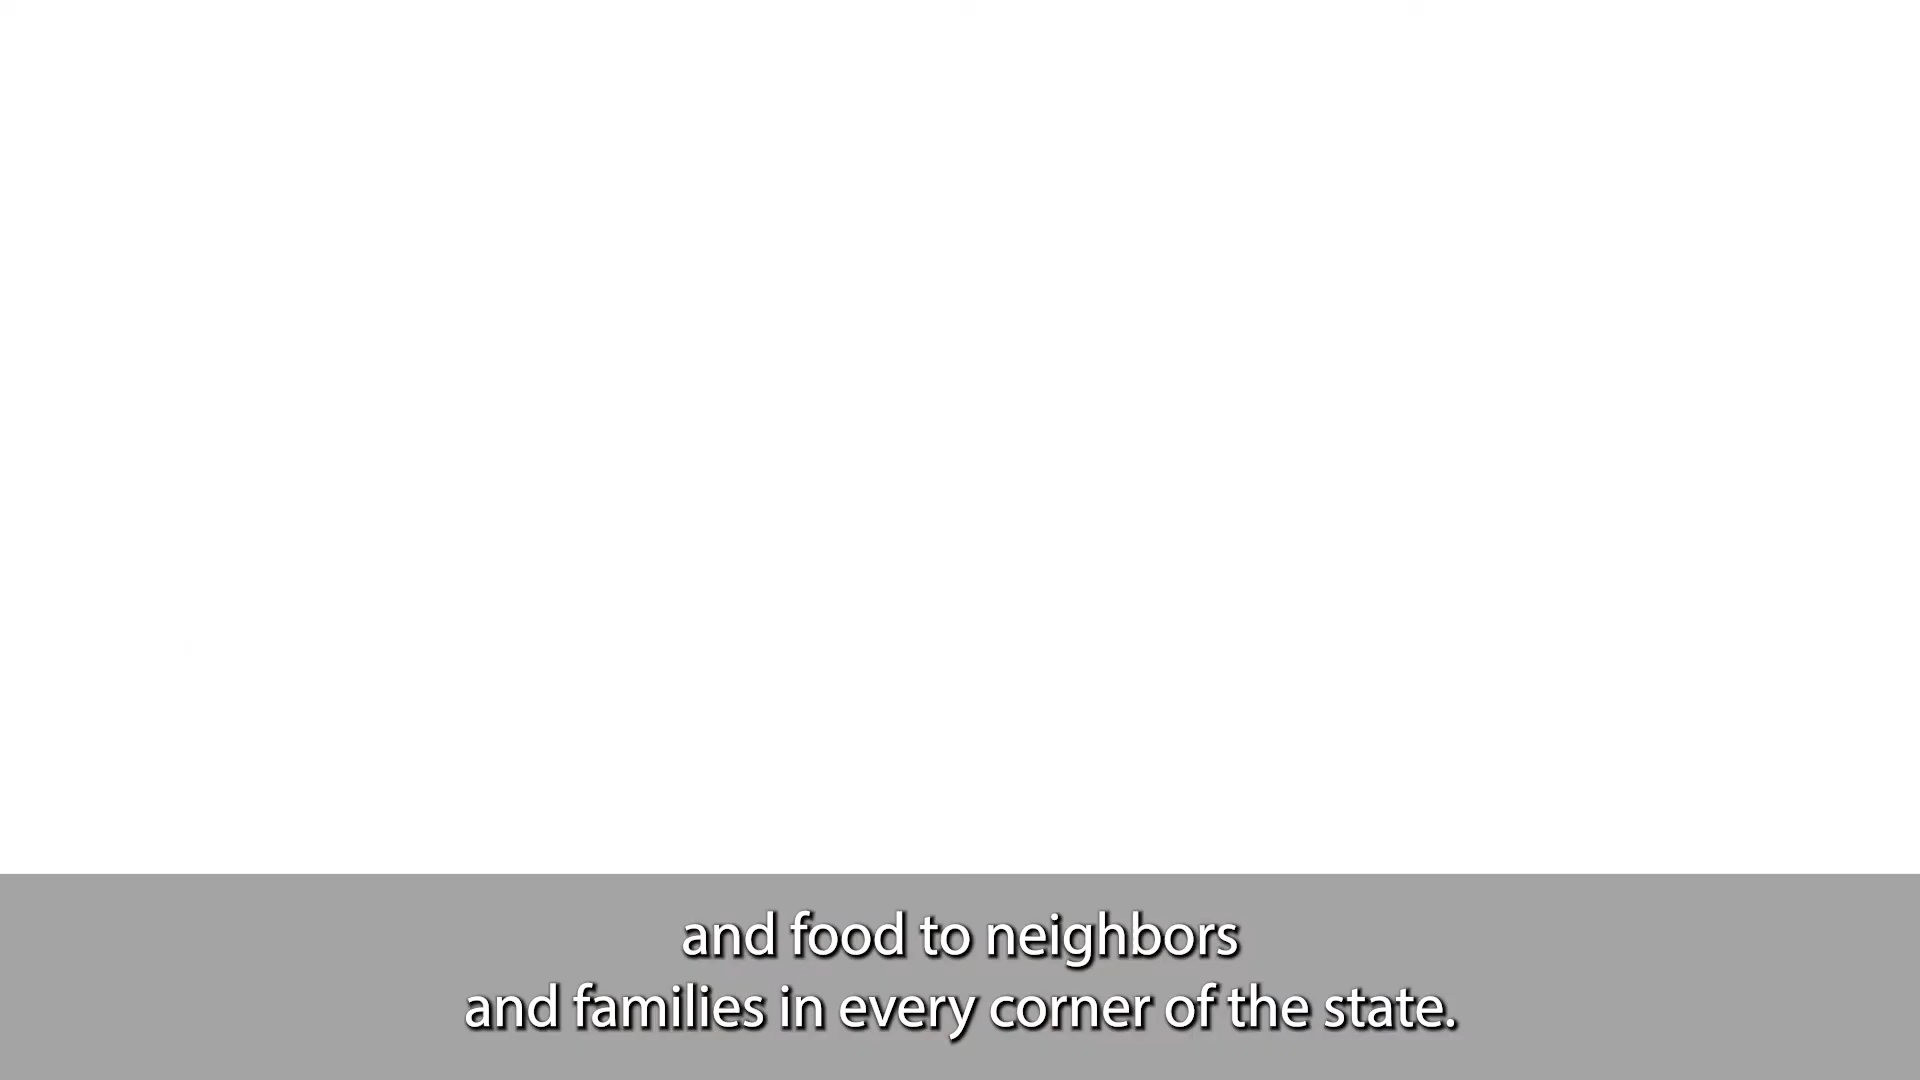 and food to neighbors
and families in every corner of the state.